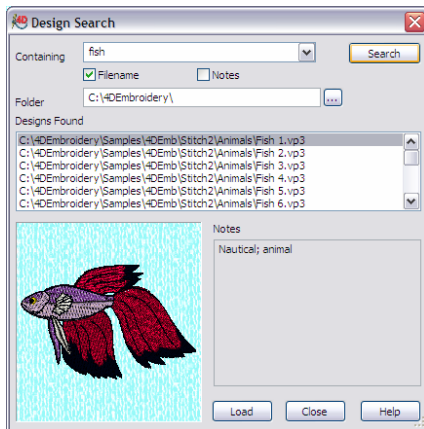 4D Design Search
Containing
fish
Search
Filename
Notes
Folder
C:\4DEmbroidery\
...
Designs Found
C:\4DEmbroidery\Samples\4DEmb\Stitch2\Animals\Fish 1.vp3
C:\4DEmbroidery\Samples\4DEmb\Stitch2\Animals\Fish 2.vp3
C:\4DEmbroidery\Samples\4DEmb\Stitch2\Animals\Fish 3.vp3
C:\4DEmbroidery\Samples\4DEmb\Stitch2\Animals\Fish 4.vp3
C:\4DEmbroidery\Samples\4DEmb\Stitch2\Animals\Fish 5.vp3
C:\4DEmbroidery\Samples\4DEmb\Stitch2\Animals\Fish 6.vp3
Notes
Nautical; animal
Load
Close
Help